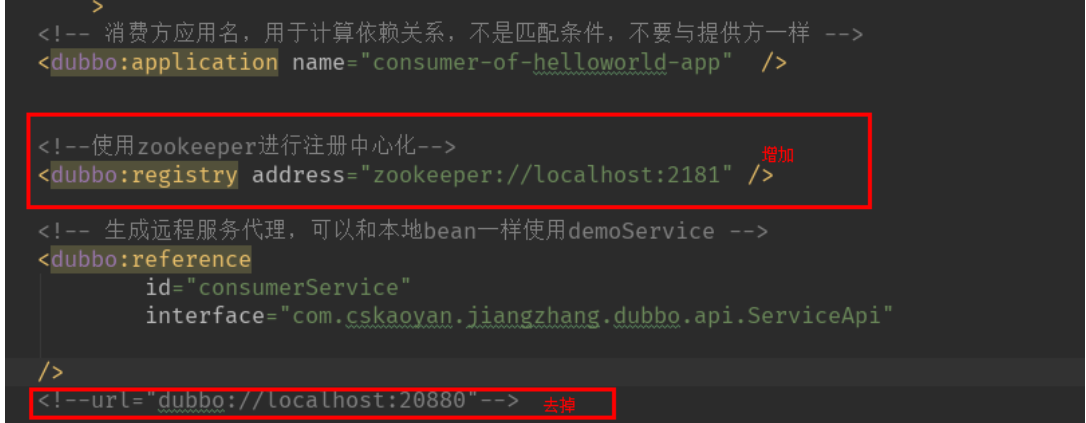 >
<!-- 消费方应用名，用于计算依赖关系，不是匹配条件，不要与提供方一样 -->
<dubbo:application name="consumer-of-helloworld-app"  />
<!--使用zookeeper进行注册中心化-->
增加
<dubbo:registry address="zookeeper://localhost:2181" />
<!-- 生成远程服务代理，可以和本地bean一样使用demoService -->
<dubbo:reference
id="consumerService"
interface="com.cskaoyan.jiangzhang.dubbo.api.ServiceApi"
/>
<!--url="dubbo://localhost:20880"--> 去掉